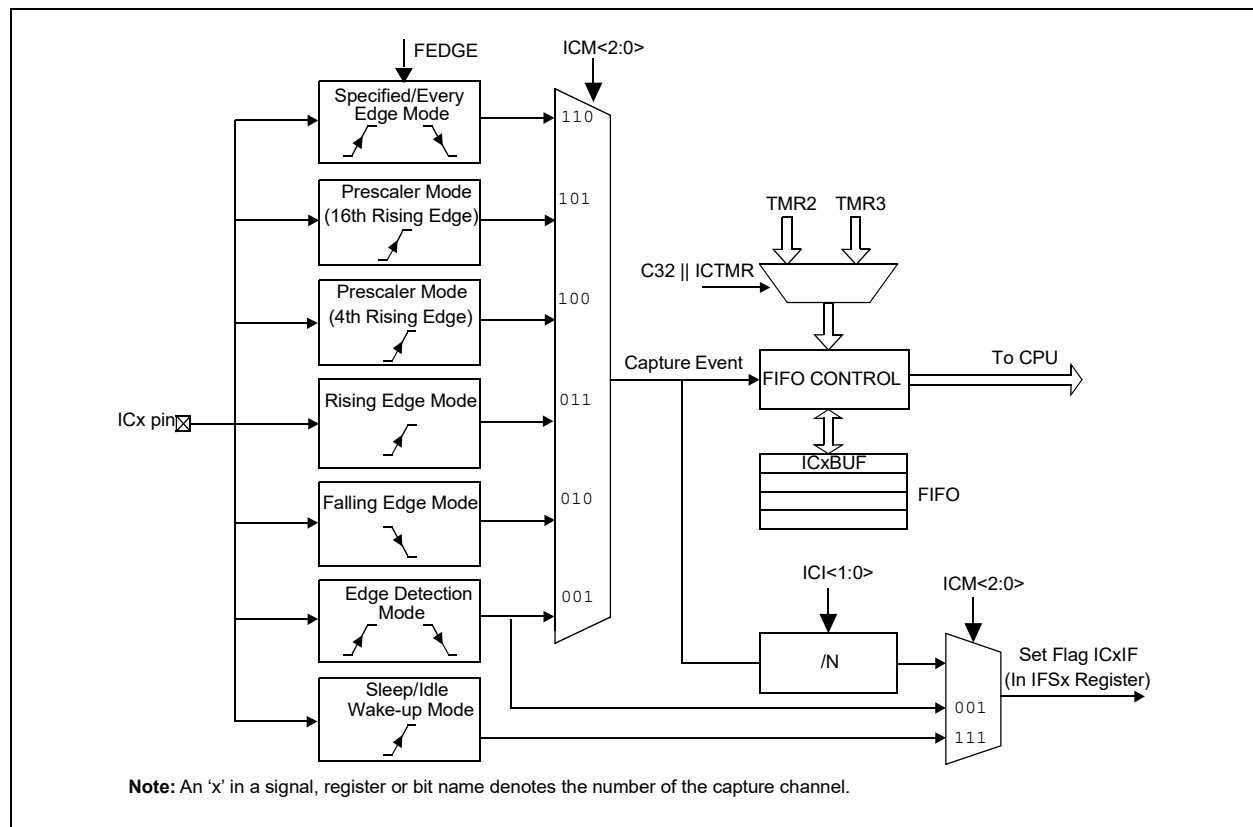 FEDGE
ICM<2:0>
Specified/Every
Edge Mode
110
Prescaler Mode
(16th Rising Edge)
101
TMR2
TMR3
C32 || ICTMR
Prescaler Mode
(4th Rising Edge)
100
Capture Event
FIFO CONTROL
To CPU
ICx pin
Rising Edge Mode
011
ICxBUF
FIFO
Falling Edge Mode
010
Edge Detection
Mode
001
ICI<1:0>
ICM<2:0>
/N
Set Flag ICxIF
(In IFSx Register)
Sleep/Idle
Wake-up Mode
001
111
Note: An ‘x’ in a signal, register or bit name denotes the number of the capture channel.